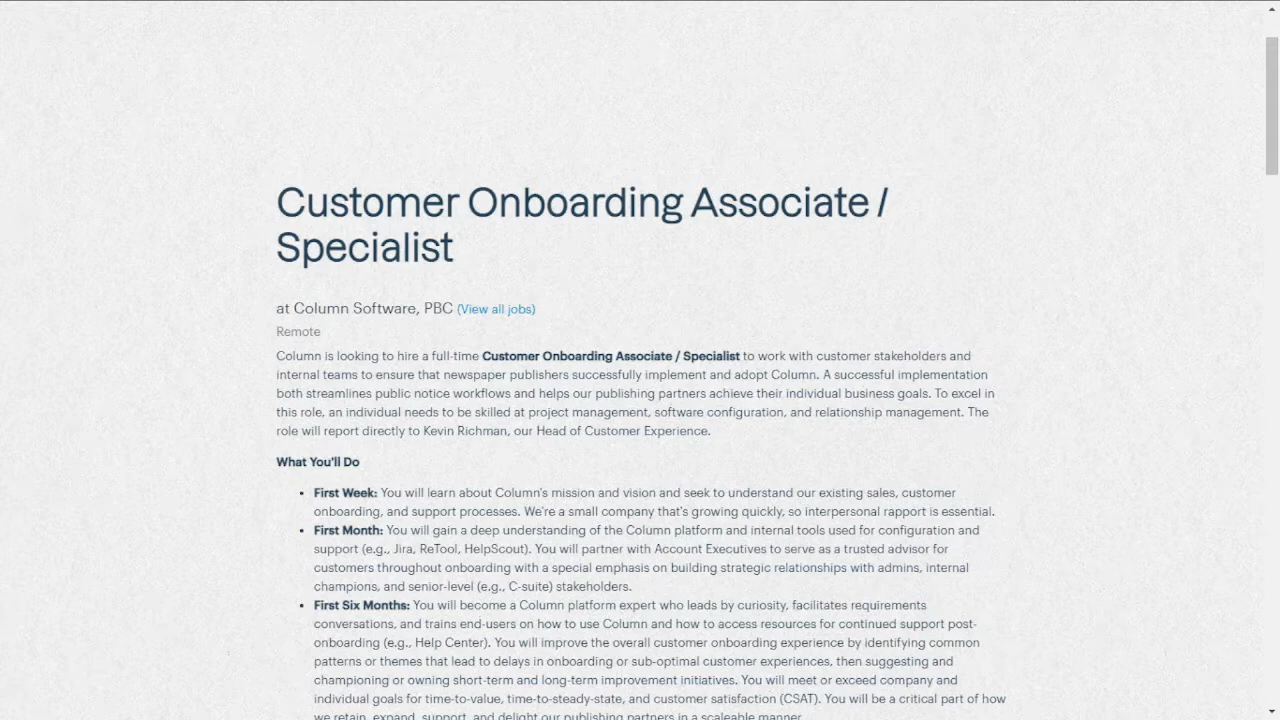 Customer Onboarding Associate /
Specialist
at Column Software, PBC (View all jobs)
Remote
Column is looking to hire a full-time Customer Onboarding Associate / Specialist to work with customer stakeholders and
internal teams to ensure that newspaper publishers successfully implement and adopt Column. A successful implementation
both streamlines public notice workflows and helps our publishing partners achieve their individual business goals. To excel in
this role, an individual needs to be skilled at project management, software configuration, and relationship management. The
role will report directly to Kevin Richman, our Head of Customer Experience.
What You'll Do
• First Week: You will learn about Column's mission and vision and seek to understand our existing sales, customer
onboarding, and support processes. We're a small company that's growing quickly, so interpersonal rapport is essential.
• First Month: You will gain a deep understanding of the Column platform and internal tools used for configuration and
support (e.g., Jira, ReTool, HelpScout). You will partner with Account Executives to serve as a trusted advisor for
customers throughout onboarding with a special emphasis on building strategic relationships with admins, internal
champions, and senior-level (e.g., C-suite) stakeholders.
• First Six Months: You will become a Column platform expert who leads by curiosity, facilitates requirements
conversations, and trains end-users on how to use Column and how to access resources for continued support post-
onboarding (e.g., Help Center). You will improve the overall customer onboarding experience by identifying common
patterns or themes that lead to delays in onboarding or sub-optimal customer experiences, then suggesting and
championing or owning short-term and long-term improvement initiatives. You will meet or exceed company and
individual goals for time-to-value, time-to-steady-state, and customer satisfaction (CSAT). You will be a critical part of how
we retain, expand, support, and delight our publishing partners in a scaleable manner.